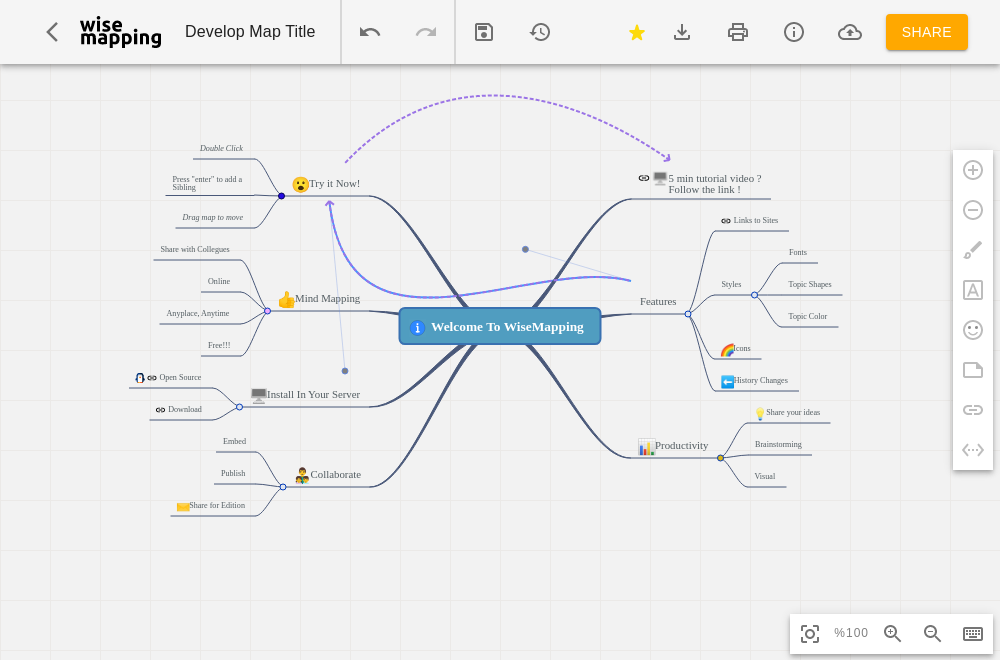 wise
mapping
Develop Map Title
SHARE
Double Click
Press "enter" to add a
Sibling
Drag map to move
Try it Now!
Share with Collegues
Online
Anyplace, Anytime
Free!!!
Mind Mapping
Open Source
Download
Install In Your Server
Embed
Publish
Share for Edition
Collaborate
Welcome To WiseMapping
5 min tutorial video ?
Follow the link !
Links to Sites
Fonts
Styles
Topic Shapes
Topic Color
Features
Icons
History Changes
Share your ideas
Productivity
Brainstorming
Visual
A
%100